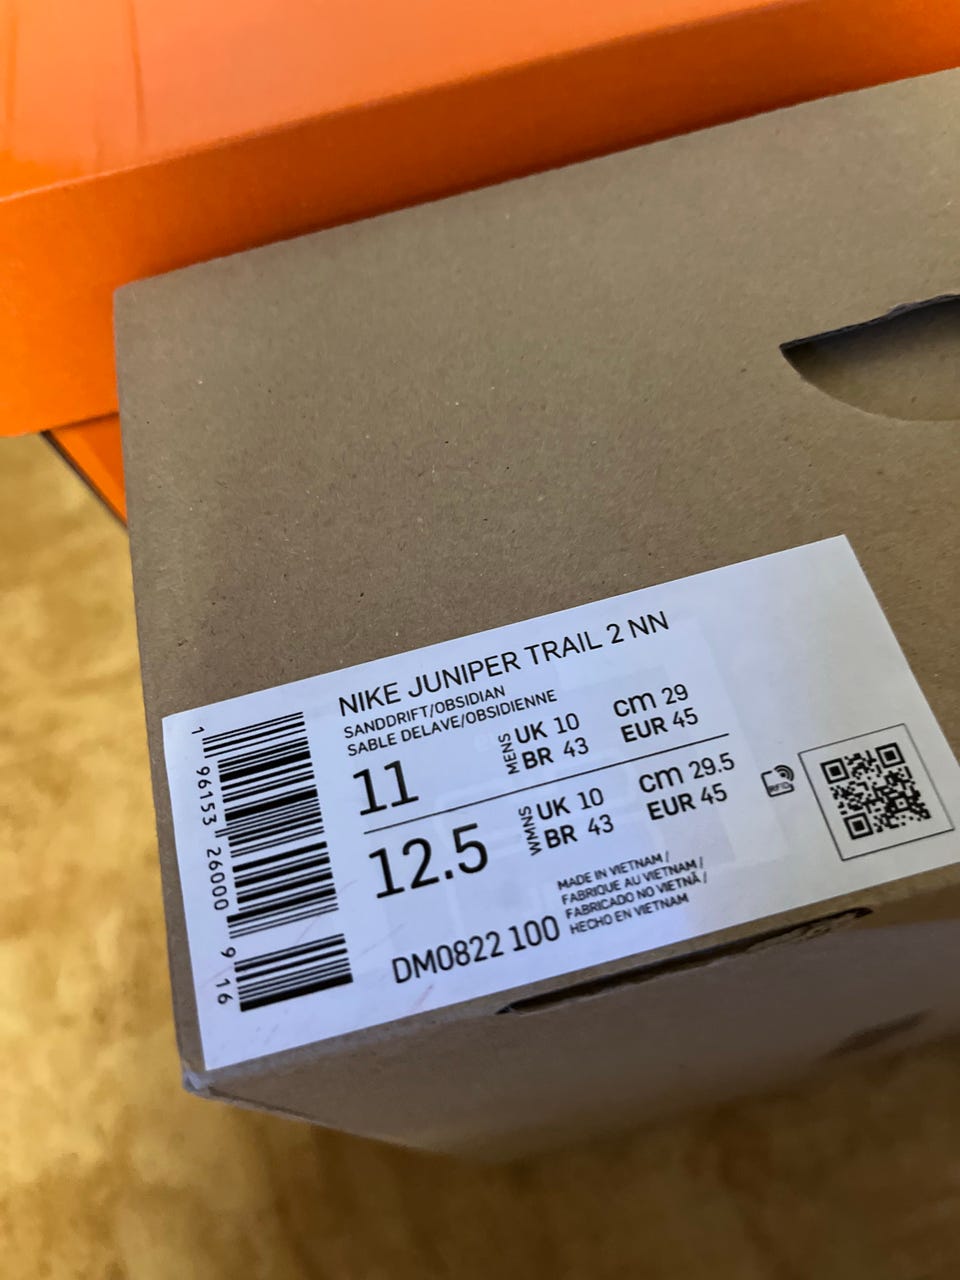 NIKE JUNIPER TRAIL 2 NN
SANDDRIFT/OBSIDIAN
SABLE DELAVE/OBSIDIENNE
11
MENS
UK 10
BR 43
cm 29
EUR 45
12.5
WMNS
UK 10
BR 43
cm 29.5
EUR 45
RFID
DM0822 100
MADE IN VIETNAM /
FABRIQUE AU VIETNAM /
FABRICADO NO VIETNÃ /
HECHO EN VIETNAM
1 96153 26000 9 16